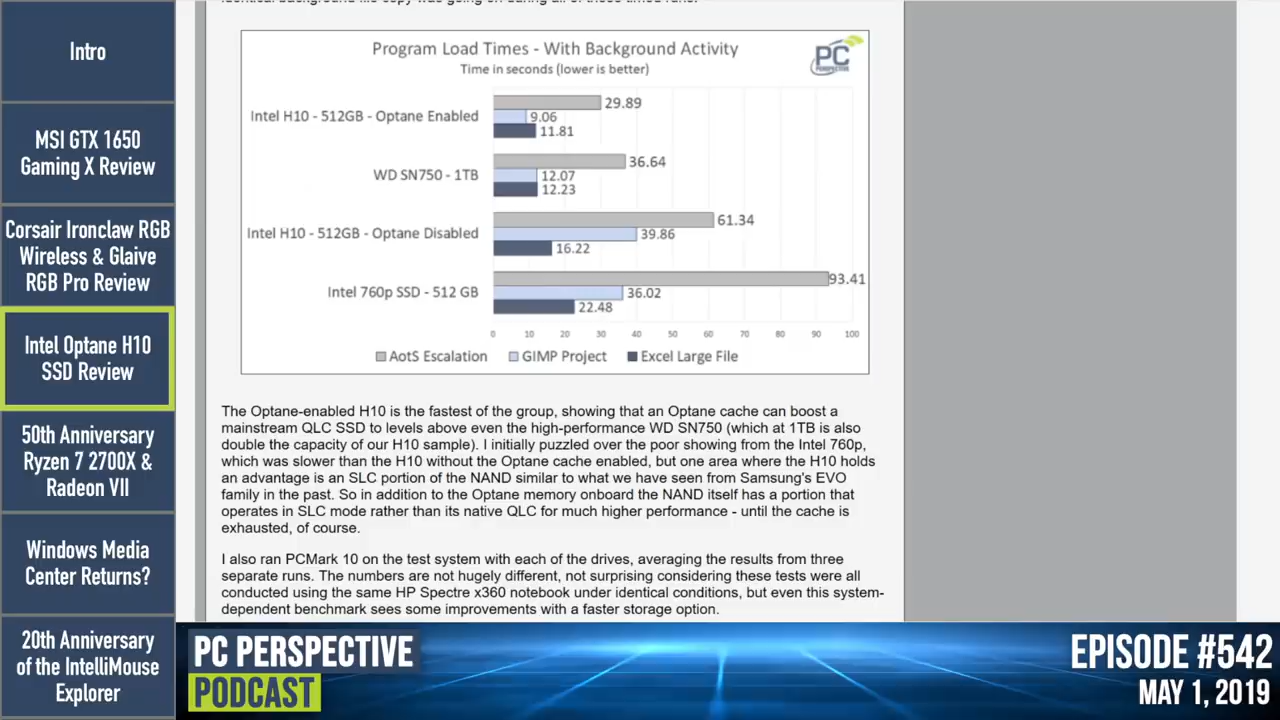 Intro
MSI GTX 1650
Gaming X Review
Corsair Ironclaw RGB
Wireless & Glaive
RGB Pro Review
Intel Optane H10
SSD Review
50th Anniversary
Ryzen 7 2700X &
Radeon VII
Windows Media
Center Returns?
20th Anniversary
of the IntelliMouse
Explorer
Program Load Times - With Background Activity
Time in seconds (lower is better)
PC
PERSPECTIVE
Intel H10 - 512GB - Optane Enabled
29.89
9.06
11.81
WD SN750 - 1TB
36.64
12.07
12.23
Intel H10 - 512GB - Optane Disabled
61.34
39.86
16.22
Intel 760p SSD - 512 GB
93.41
36.02
22.48
0 10 20 30 40 50 60 70 80 90 100
AotS Escalation GIMP Project Excel Large File
The Optane-enabled H10 is the fastest of the group, showing that an Optane cache can boost a
mainstream QLC SSD to levels above even the high-performance WD SN750 (which at 1TB is also
double the capacity of our H10 sample). I initially puzzled over the poor showing from the Intel 760p,
which was slower than the H10 without the Optane cache enabled, but one area where the H10 holds
an advantage is an SLC portion of the NAND similar to what we have seen from Samsung's EVO
family in the past. So in addition to the Optane memory onboard the NAND itself has a portion that
operates in SLC mode rather than its native QLC for much higher performance - until the cache is
exhausted, of course.
I also ran PCMark 10 on the test system with each of the drives, averaging the results from three
separate runs. The numbers are not hugely different, not surprising considering these tests were all
conducted using the same HP Spectre x360 notebook under identical conditions, but even this system-
dependent benchmark sees some improvements with a faster storage option.
PC PERSPECTIVE
PODCAST
EPISODE #542
MAY 1, 2019